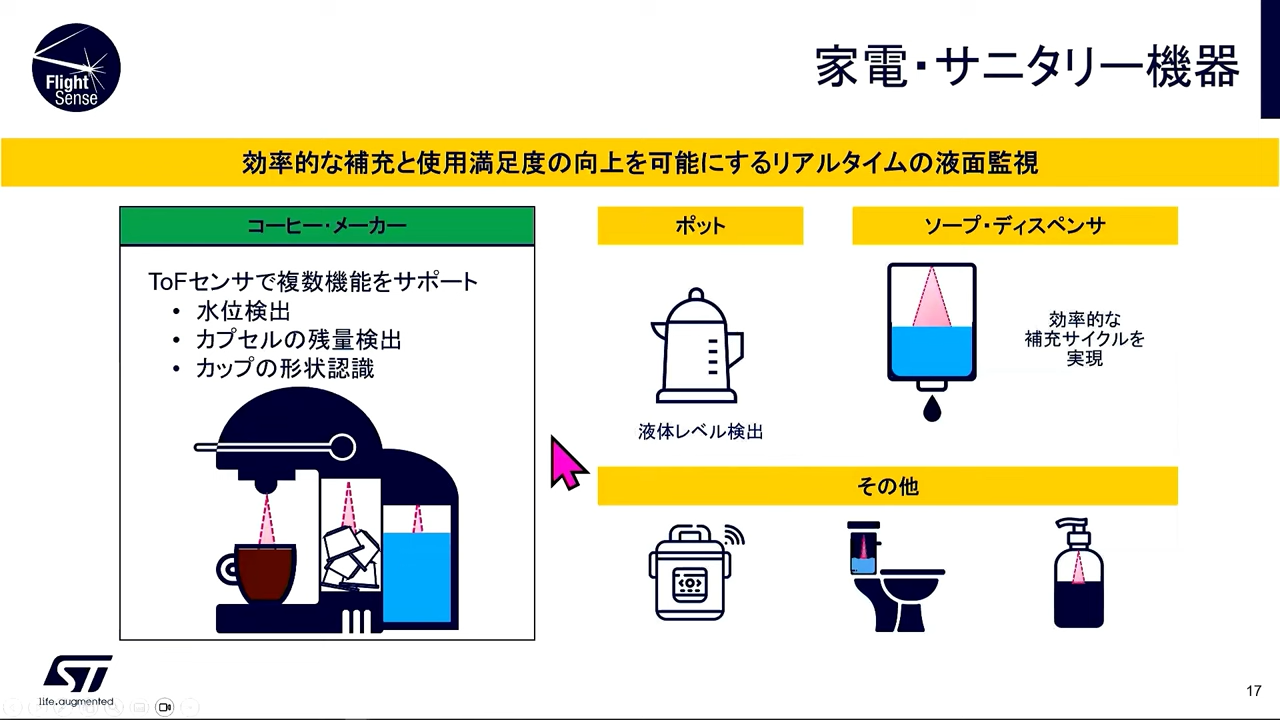 Flight
Sense
家電・サニタリー機器
効率的な補充と使用満足度の向上を可能にするリアルタイムの液面監視
コーヒー・メーカー
ToFセンサで複数機能をサポート
• 水位検出
• カプセルの残量検出
• カップの形状認識
ポット
液体レベル検出
ソープ・ディスペンサ
効率的な
補充サイクルを
実現
その他
ST
life.augmented
17